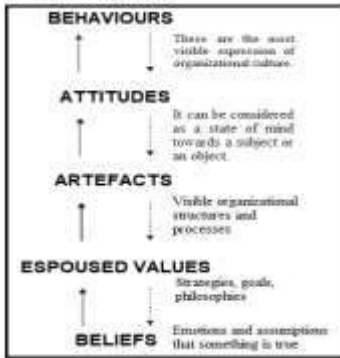 BEHAVIOURS
These are the most
visible expression of
organizational culture.
ATTITUDES
It can be considered
as a state of mind
towards a subject or
an object.
ARTEFACTS
Visible organizational
structures and
processes
ESPOUSED VALUES
Strategies, goals,
philosophies
BELIEFS
Emotions and assumptions
that something is true